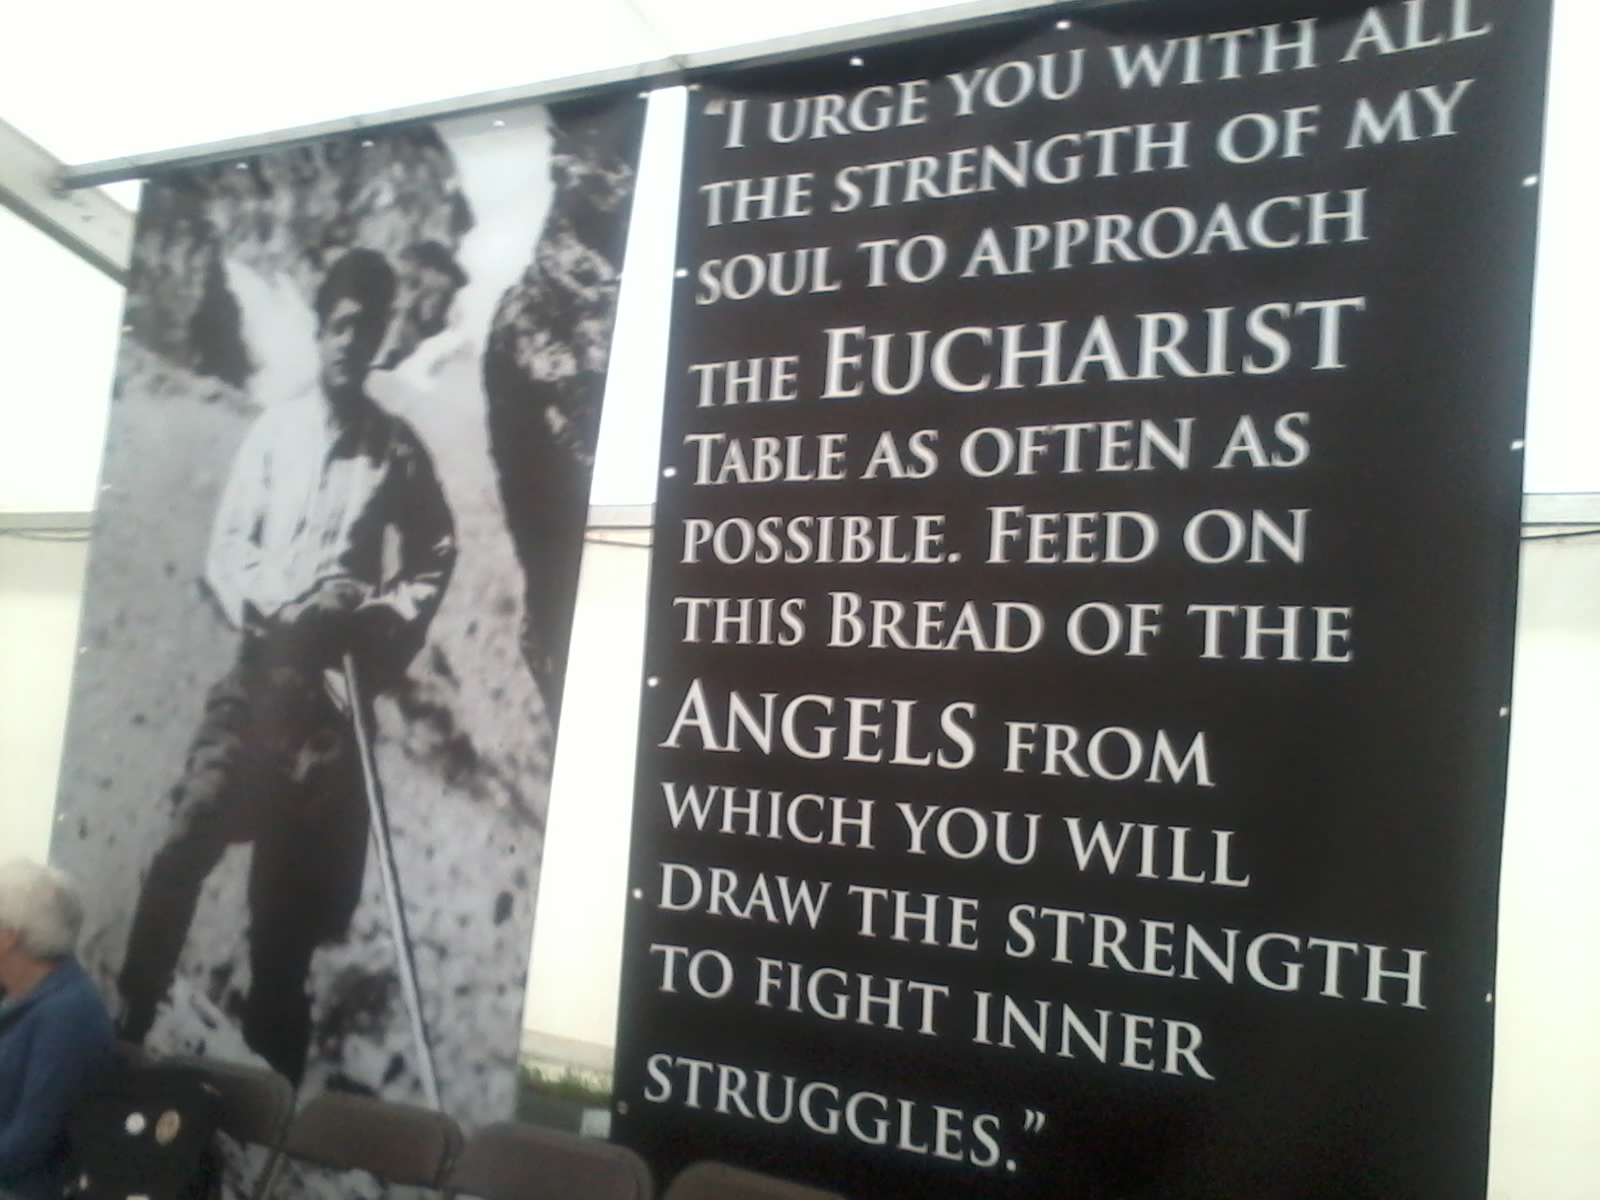 “I URGE YOU WITH ALL
THE STRENGTH OF MY
SOUL TO APPROACH
THE EUCHARIST
TABLE AS OFTEN AS
POSSIBLE. FEED ON
THIS BREAD OF THE
ANGELS FROM
WHICH YOU WILL
DRAW THE STRENGTH
TO FIGHT INNER
STRUGGLES.”